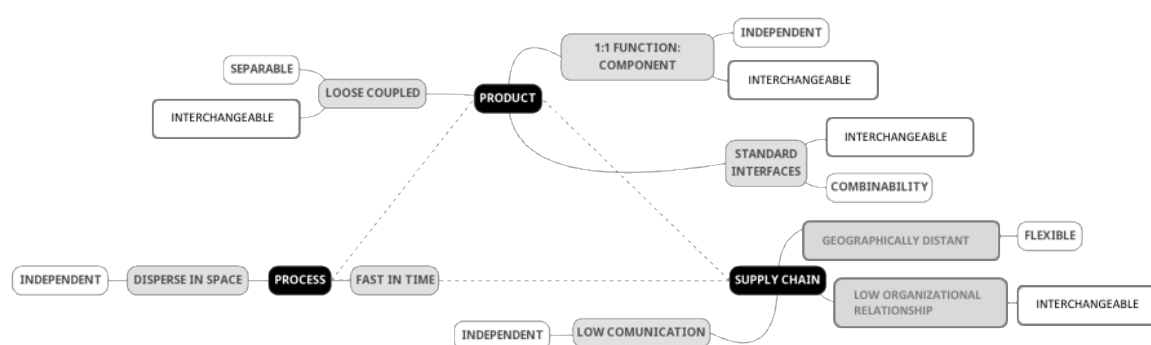 INDEPENDENT
1:1 FUNCTION:
COMPONENT
SEPARABLE
INTERCHANGEABLE
LOOSE COUPLED
PRODUCT
INTERCHANGEABLE
INTERCHANGEABLE
STANDARD
INTERFACES
COMBINABILITY
GEOGRAPHICALLY DISTANT
FLEXIBLE
INDEPENDENT
DISPERSE IN SPACE
PROCESS
FAST IN TIME
SUPPLY CHAIN
LOW ORGANIZATIONAL
RELATIONSHIP
INTERCHANGEABLE
INDEPENDENT
LOW COMUNICATION